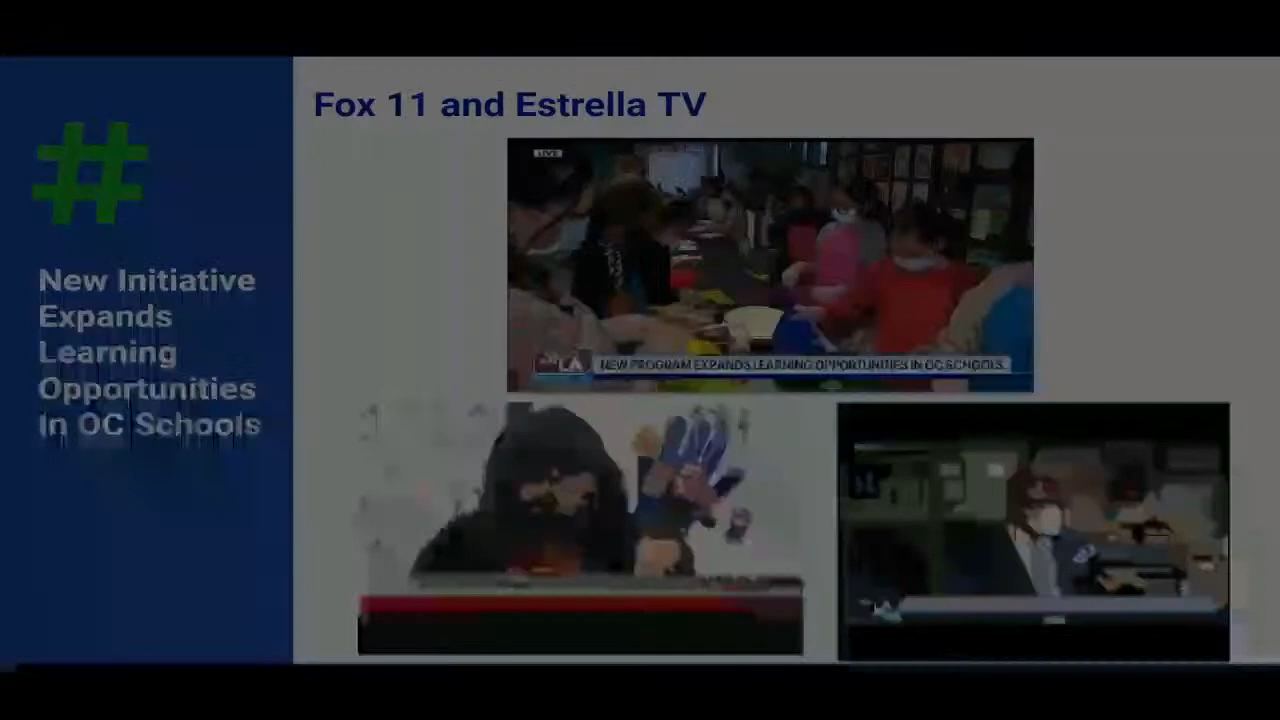 #
New Initiative
Expands
Learning
Opportunities
in OC Schools
Fox 11 and Estrella TV
LIVE
LA
NEW PROGRAM EXPANDS LEARNING OPPORTUNITIES IN OC SCHOOLS.